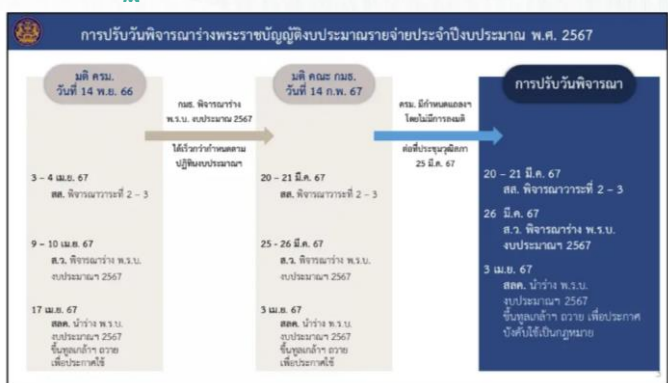 การปรับวันพิจารณาร่างพระราชบัญญัติงบประมาณรายจ่ายประจำปีงบประมาณ พ.ศ. 2567
มติ ครม.
วันที่ 14 พ.ย. 66
3 – 4 เม.ย. 67
สส. พิจารณาวาระที่ 2 – 3
9 – 10 เม.ย. 67
ส.ว. พิจารณาร่าง พ.ร.บ.
งบประมาณฯ 2567
17 เม.ย. 67
สลค. นำร่าง พ.ร.บ.
งบประมาณฯ 2567
ขึ้นทูลเกล้าฯ ถวาย
เพื่อประกาศใช้
กมธ. พิจารณาร่าง
พ.ร.บ. งบประมาณ 2567
ได้เร็วกว่ากำหนดตาม
ปฏิทินงบประมาณฯ
มติ คณะ กมธ.
วันที่ 14 ก.พ. 67
20 – 21 มี.ค. 67
สส. พิจารณาวาระที่ 2 – 3
25 - 26 มี.ค. 67
ส.ว. พิจารณาร่าง พ.ร.บ.
งบประมาณฯ 2567
3 เม.ย. 67
สลค. นำร่าง พ.ร.บ.
งบประมาณฯ 2567
ขึ้นทูลเกล้าฯ ถวาย
เพื่อประกาศใช้
ครม. มีกำหนดแถลงฯ
โดยไม่มีการลงมติ
ต่อที่ประชุมวุฒิสภา
25 มี.ค. 67
การปรับวันพิจารณา
20 – 21 มี.ค. 67
สส. พิจารณาวาระที่ 2 – 3
26 มี.ค. 67
ส.ว. พิจารณาร่าง พ.ร.บ.
งบประมาณฯ 2567
3 เม.ย. 67
สลค. นำร่าง พ.ร.บ.
งบประมาณฯ 2567
ขึ้นทูลเกล้าฯ ถวาย เพื่อประกาศ
บังคับใช้เป็นกฎหมาย
3